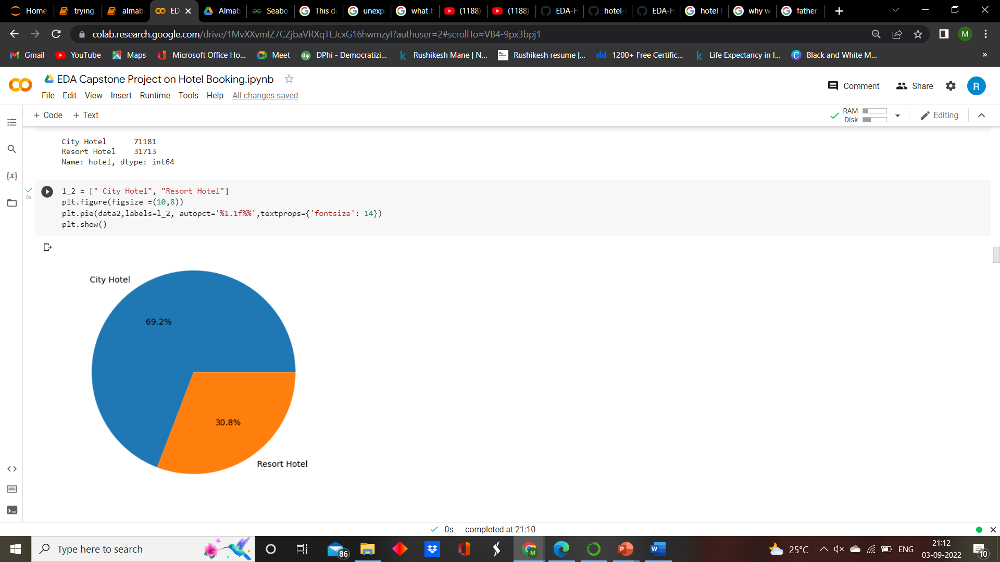 Home
trying
almab
ED
Almab
Seabo
This da
unexp
what b
(1188)
(1188)
EDA-H
hotel-
EDA-H
hotel b
why w
father
colab.research.google.com/drive/1MvXXvmIZ7CZjbaVRXqTLJcxG16hwmzyI?authuser=2#scrollTo=VB4-9px3bpj1
M
Gmail
YouTube
Maps
Microsoft Office Ho...
Meet
DPhi - Democratizi...
Rushikesh Mane | N...
Rushikesh resume |...
1200+ Free Certific...
Life Expectancy in I...
Black and White M...
»
EDA Capstone Project on Hotel Booking.ipynb
Comment
Share
R
File Edit View Insert Runtime Tools Help All changes saved
+ Code + Text
RAM
Disk
Editing
City Hotel 71181
Resort Hotel 31713
Name: hotel, dtype: int64
{x}
0s
l_2 = [" City Hotel", "Resort Hotel"]
plt.figure(figsize =(10,8))
plt.pie(data2,labels=l_2, autopct='%1.1f%%',textprops={'fontsize': 14})
plt.show()
City Hotel
69.2%
30.8%
Resort Hotel
0s completed at 21:10
Type here to search
86
25°C
ENG
21:12
03-09-2022
10